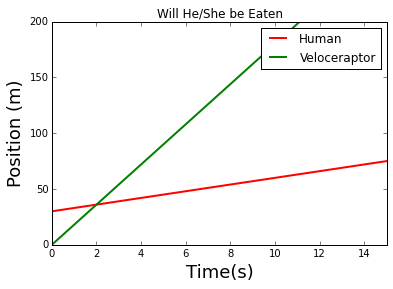 Will He/She be Eaten
Human
Veloceraptor
Position (m)
200
150
100
50
0
0 2 4 6 8 10 12 14
Time(s)